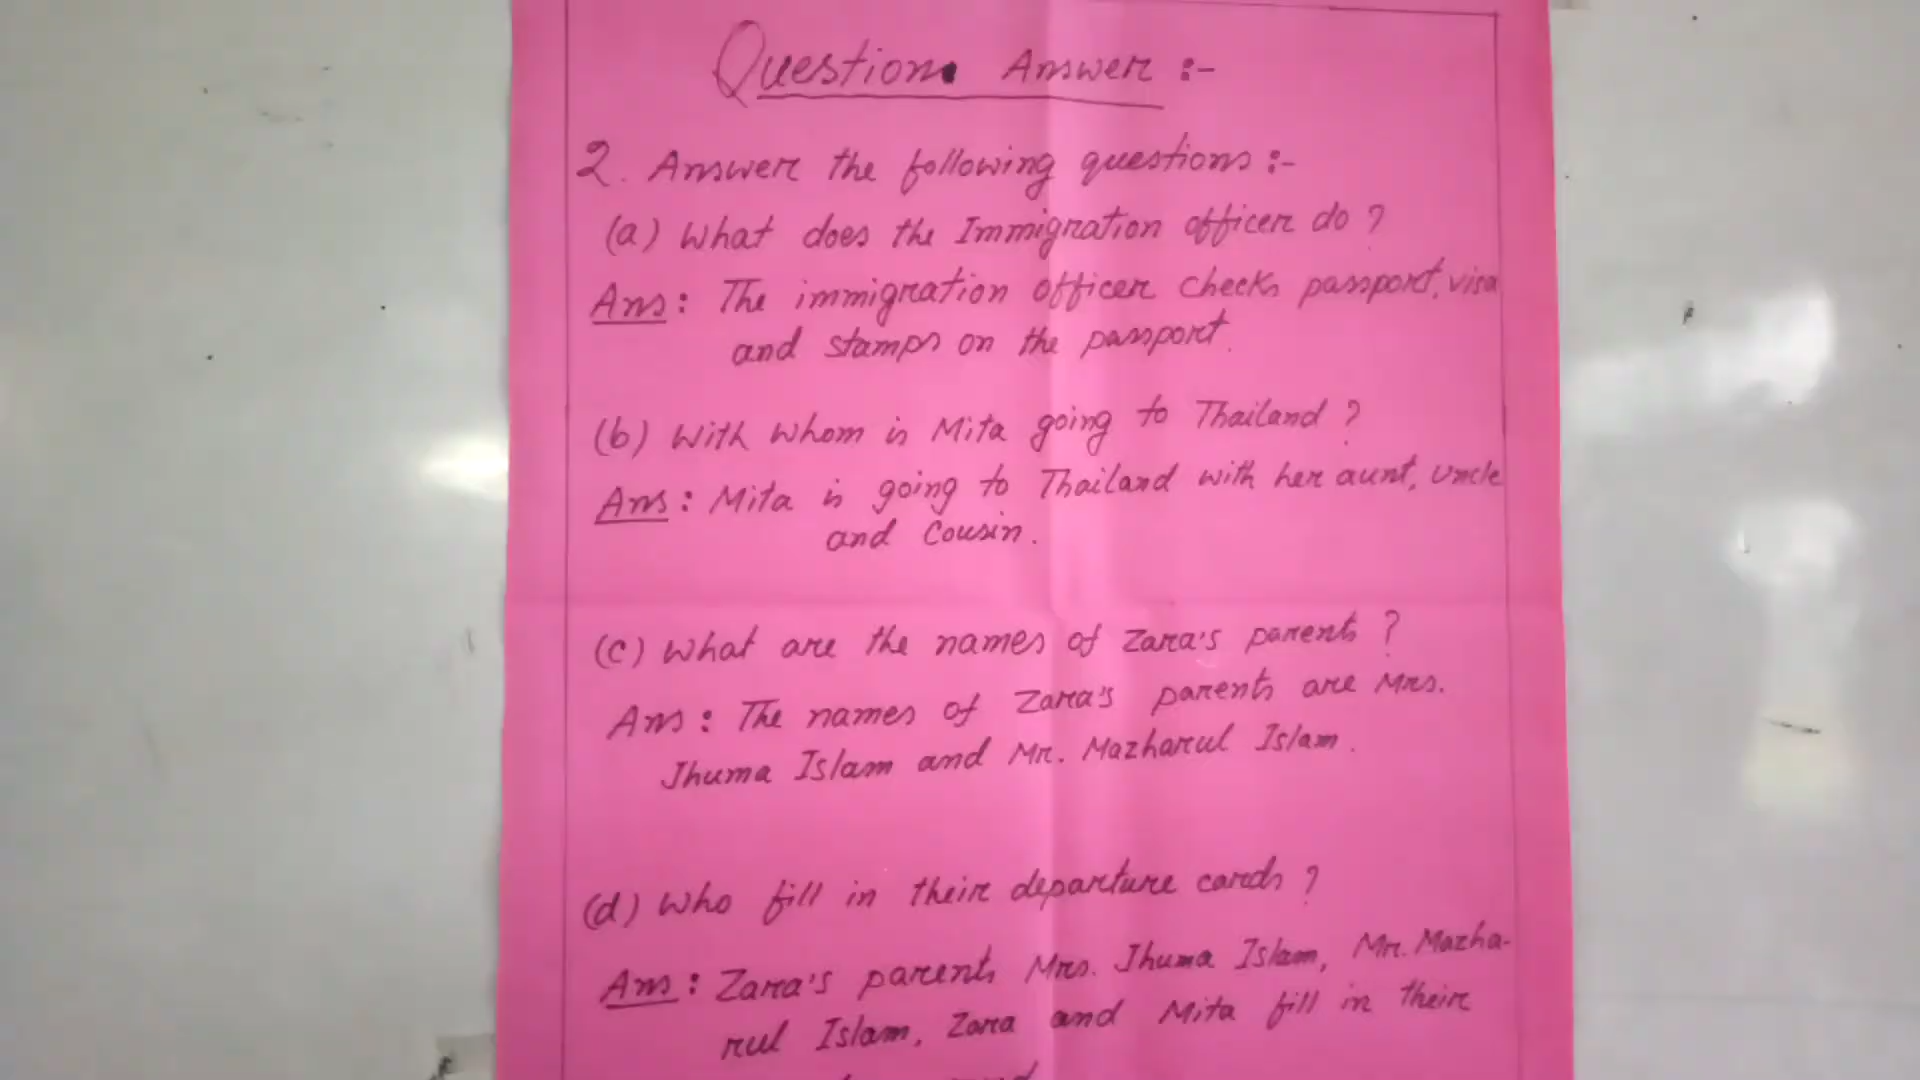 Question Answer :-
2. Answer the following questions :-
(a) What does the Immigration officer do ?
Ans : The immigration officer checks passport, visa
and stamps on the passport.
(b) With whom is Mita going to Thailand ?
Ans : Mita is going to Thailand with her aunt, uncle
and Cousin.
(c) What are the names of Zara's parents ?
Ans : The names of Zara's parents are Mrs.
Jhuma Islam and Mr. Mazharul Islam.
(d) Who fill in their departure cards ?
Ans : Zara's parents Mrs. Jhuma Islam, Mr. Mazha-
rul Islam, Zara and Mita fill in their